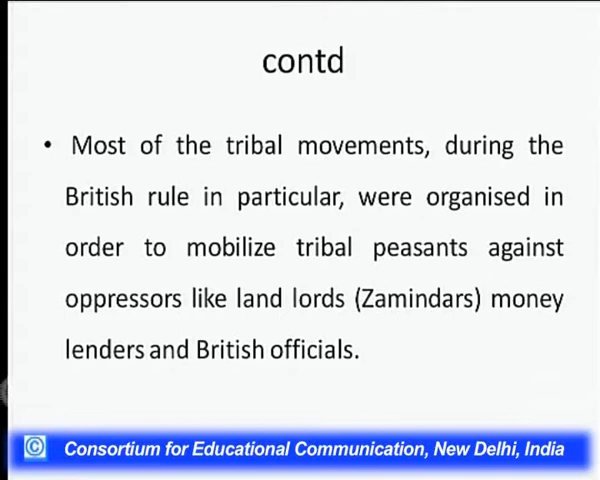 contd
• Most of the tribal movements, during the
British rule in particular, were organised in
order to mobilize tribal peasants against
oppressors like land lords (Zamindars) money
lenders and British officials.
© Consortium for Educational Communication, New Delhi, India